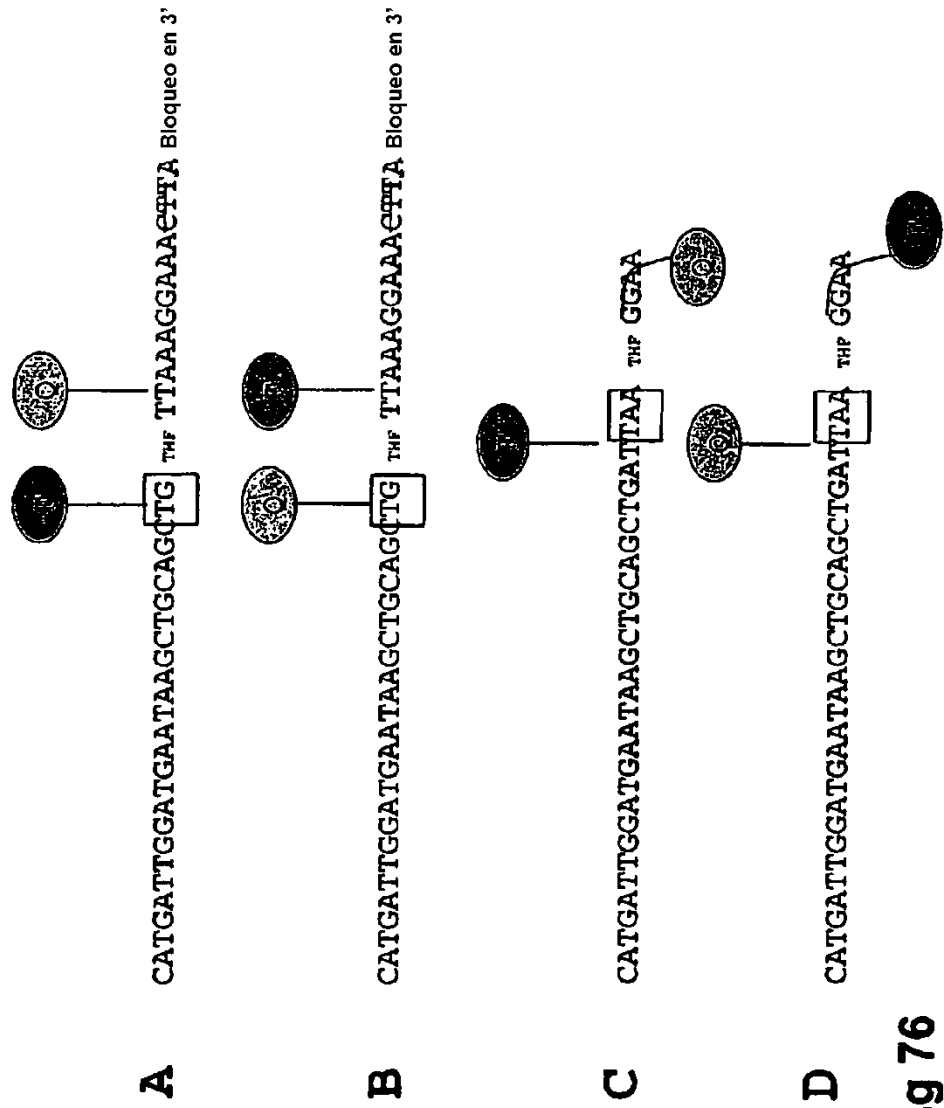 Q
A CATGATTGGATGAATAAGCTGCAGCTG THF TTAAAGGAAACTTA Bloqueo en 3'
Q
B CATGATTGGATGAATAAGCTGCAGCTG THF TTAAAGGAAACTTA Bloqueo en 3'
C CATGATTGGATGAATAAGCTGCAGCTGATTAA THF GGAA
Q
Q
D CATGATTGGATGAATAAGCTGCAGCTGATTAA THF GGAA
g 76